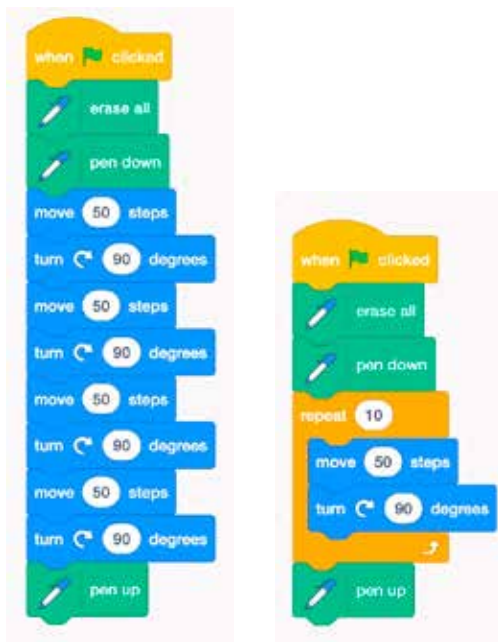 when clicked
erase all
pen down
move 50 steps
turn 90 degrees
move 50 steps
turn 90 degrees
move 50 steps
turn 90 degrees
move 50 steps
turn 90 degrees
pen up
when clicked
erase all
pen down
repeat 10
move 50 steps
turn 90 degrees
pen up